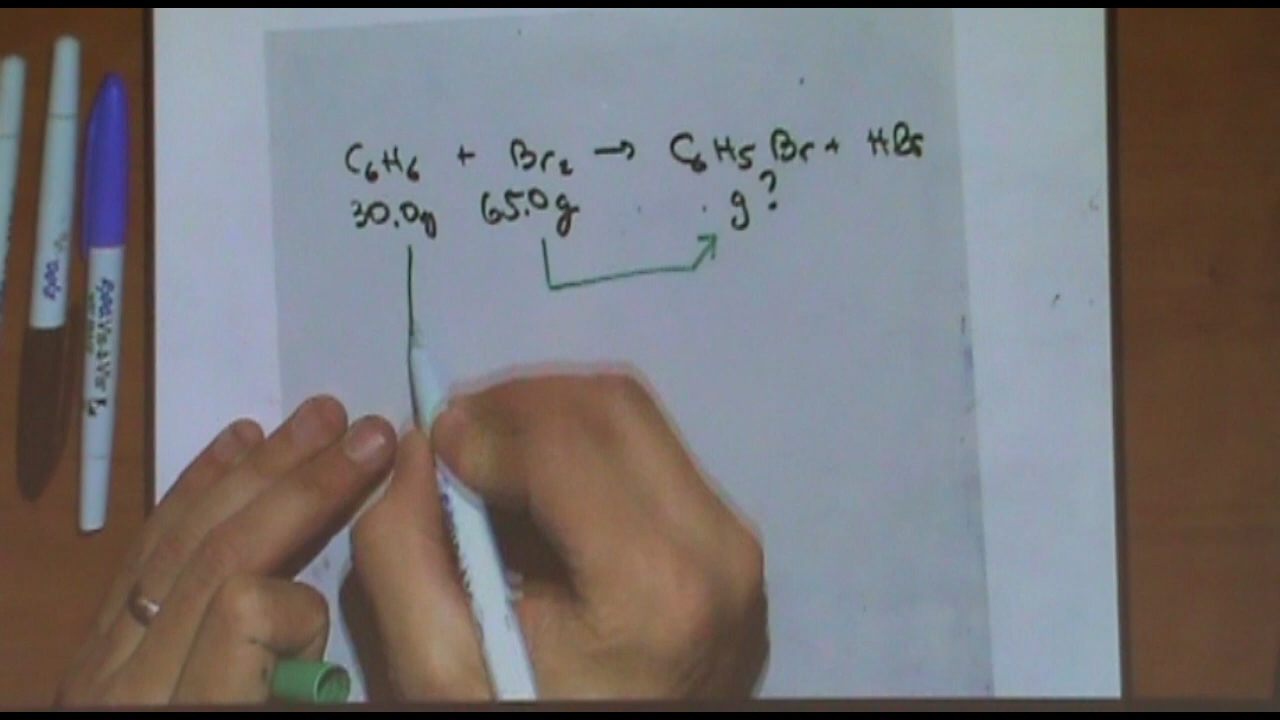 C₆H₆ + Br₂ → C₆H₅Br + HBr
30.0g 65.0g g?